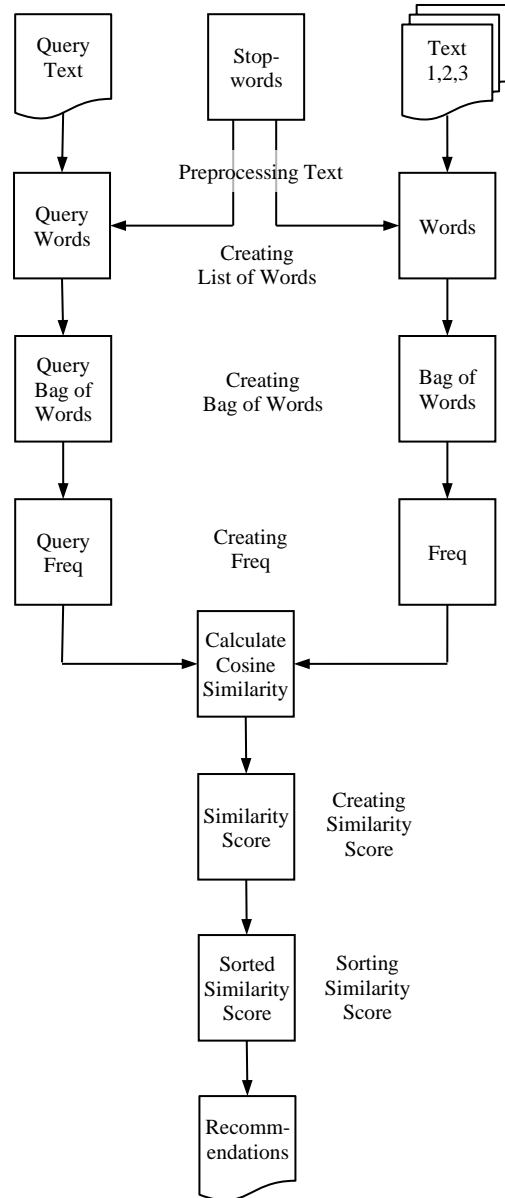 Query
Text
Stop-
words
Text
1,2,3
Preprocessing Text
Query
Words
Words
Creating
List of Words
Query
Bag of
Words
Creating
Bag of Words
Bag of
Words
Query
Freq
Creating
Freq
Freq
Calculate
Cosine
Similarity
Similarity
Score
Creating
Similarity
Score
Sorted
Similarity
Score
Sorting
Similarity
Score
Recomm-
endations